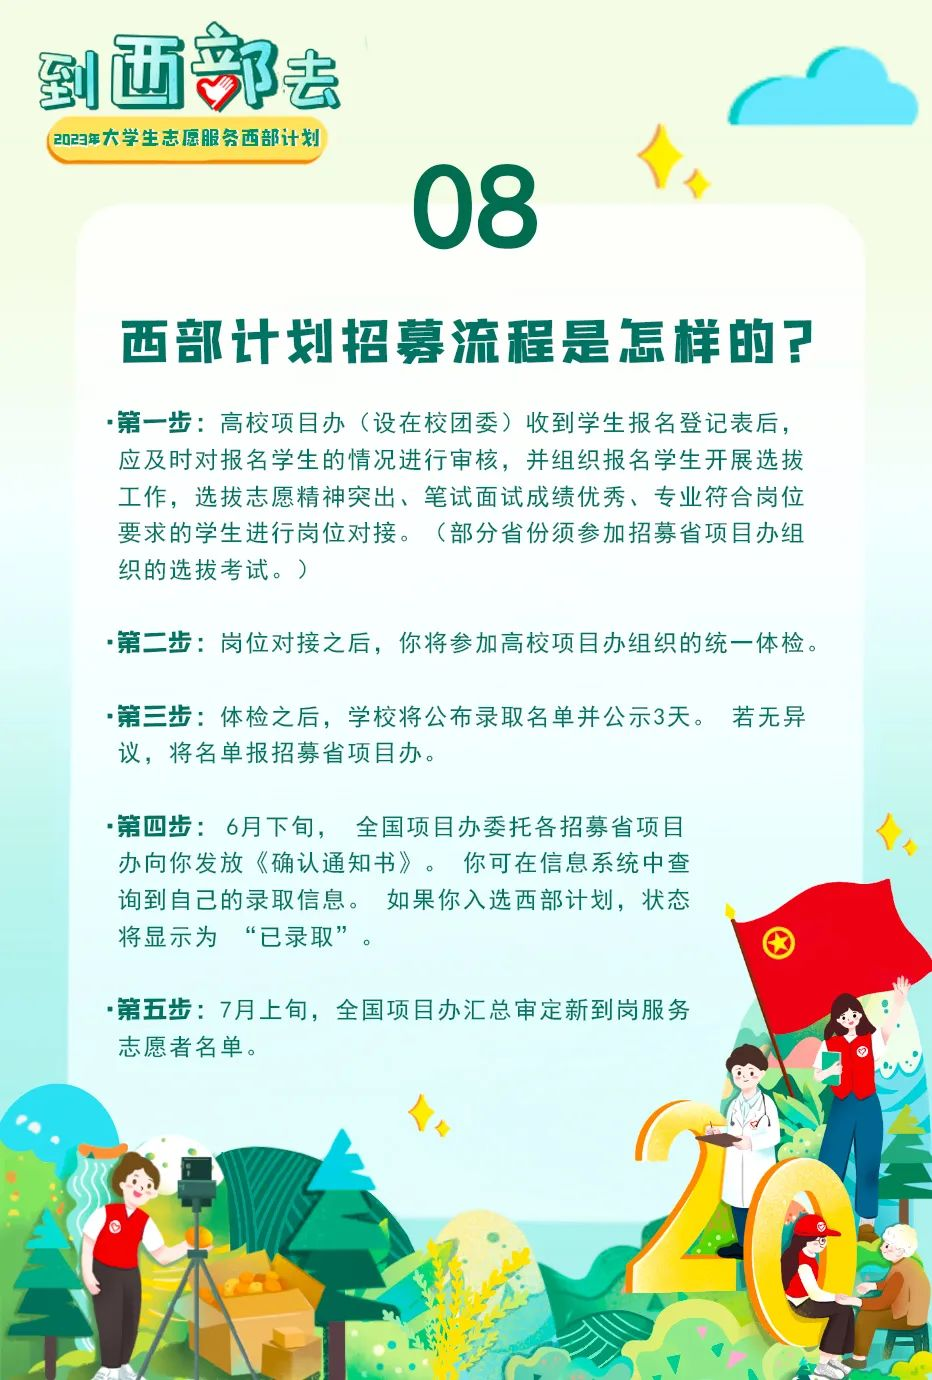 到西部去
2023年大学生志愿服务西部计划
08
西部计划招募流程是怎样的？
·第一步：高校项目办（设在校团委）收到学生报名登记表后，
应及时对报名学生的情况进行审核，并组织报名学生开展选拔
工作，选拔志愿精神突出、笔试面试成绩优秀、专业符合岗位
要求的学生进行岗位对接。（部分省份须参加招募省项目办组
织的选拔考试。）
·第二步：岗位对接之后，你将参加高校项目办组织的统一体检。
·第三步：体检之后，学校将公布录取名单并公示3天。 若无异
议，将名单报招募省项目办。
·第四步： 6月下旬， 全国项目办委托各招募省项目
办向你发放《确认通知书》。 你可在信息系统中查
询到自己的录取信息。 如果你入选西部计划，状态
将显示为 “已录取”。
·第五步：7月上旬，全国项目办汇总审定新到岗服务
志愿者名单。
20